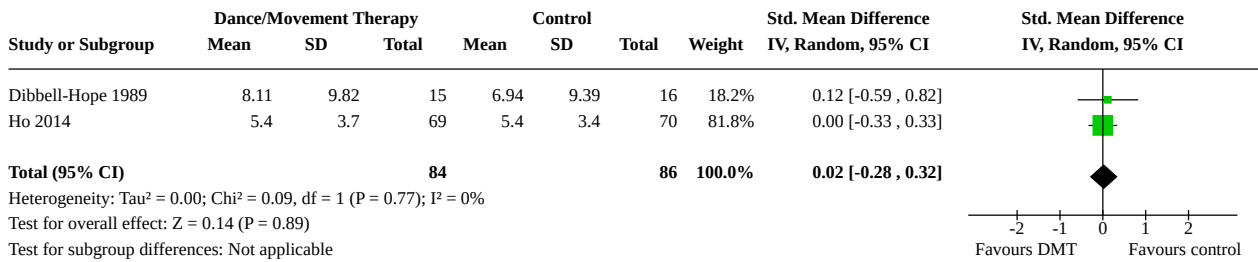 Dance/Movement Therapy Control Std. Mean Difference Std. Mean Difference
Study or Subgroup Mean SD Total Mean SD Total Weight IV, Random, 95% CI IV, Random, 95% CI
Dibbell-Hope 1989 8.11 9.82 15 6.94 9.39 16 18.2% 0.12 [-0.59 , 0.82]
Ho 2014 5.4 3.7 69 5.4 3.4 70 81.8% 0.00 [-0.33 , 0.33]
Total (95% CI) 84 86 100.0% 0.02 [-0.28 , 0.32]
Heterogeneity: Tau² = 0.00; Chi² = 0.09, df = 1 (P = 0.77); I² = 0%
Test for overall effect: Z = 0.14 (P = 0.89)
Test for subgroup differences: Not applicable
-2 -1 0 1 2
Favours DMT Favours control